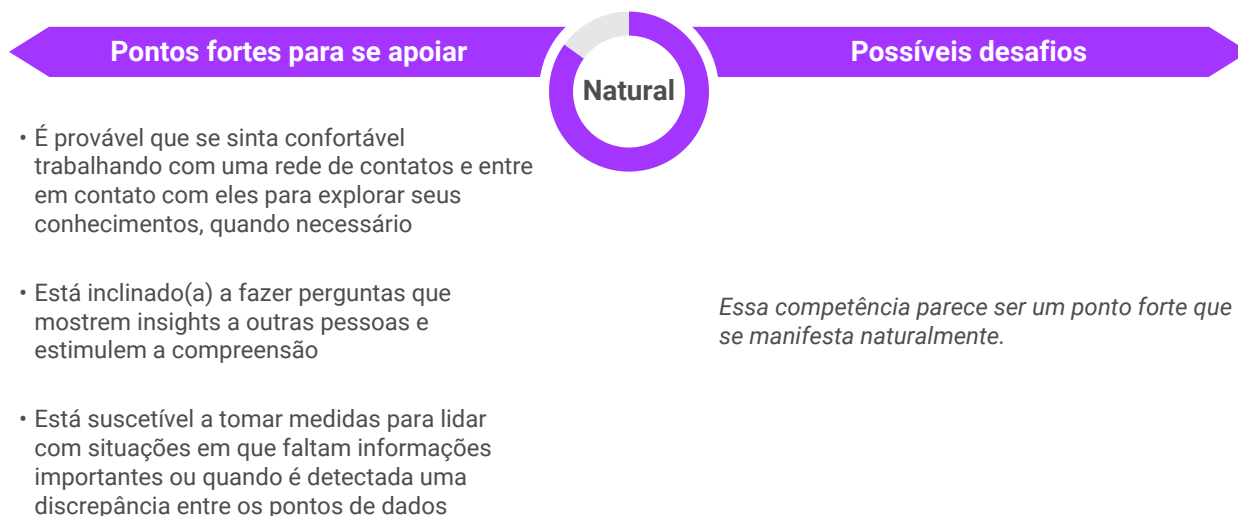 Pontos fortes para se apoiar
Natural
Possíveis desafios
• É provável que se sinta confortável
trabalhando com uma rede de contatos e entre
em contato com eles para explorar seus
conhecimentos, quando necessário
• Está inclinado(a) a fazer perguntas que
mostrem insights a outras pessoas e
estimulem a compreensão
• Está suscetível a tomar medidas para lidar
com situações em que faltam informações
importantes ou quando é detectada uma
discrepância entre os pontos de dados
Essa competência parece ser um ponto forte que
se manifesta naturalmente.